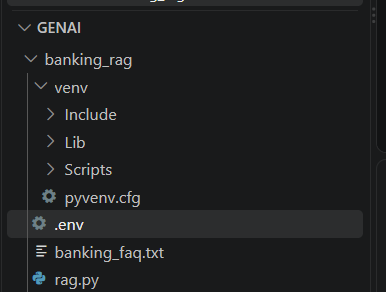 GENAI
banking_rag
venv
Include
Lib
Scripts
pyvenv.cfg
.env
banking_faq.txt
rag.py